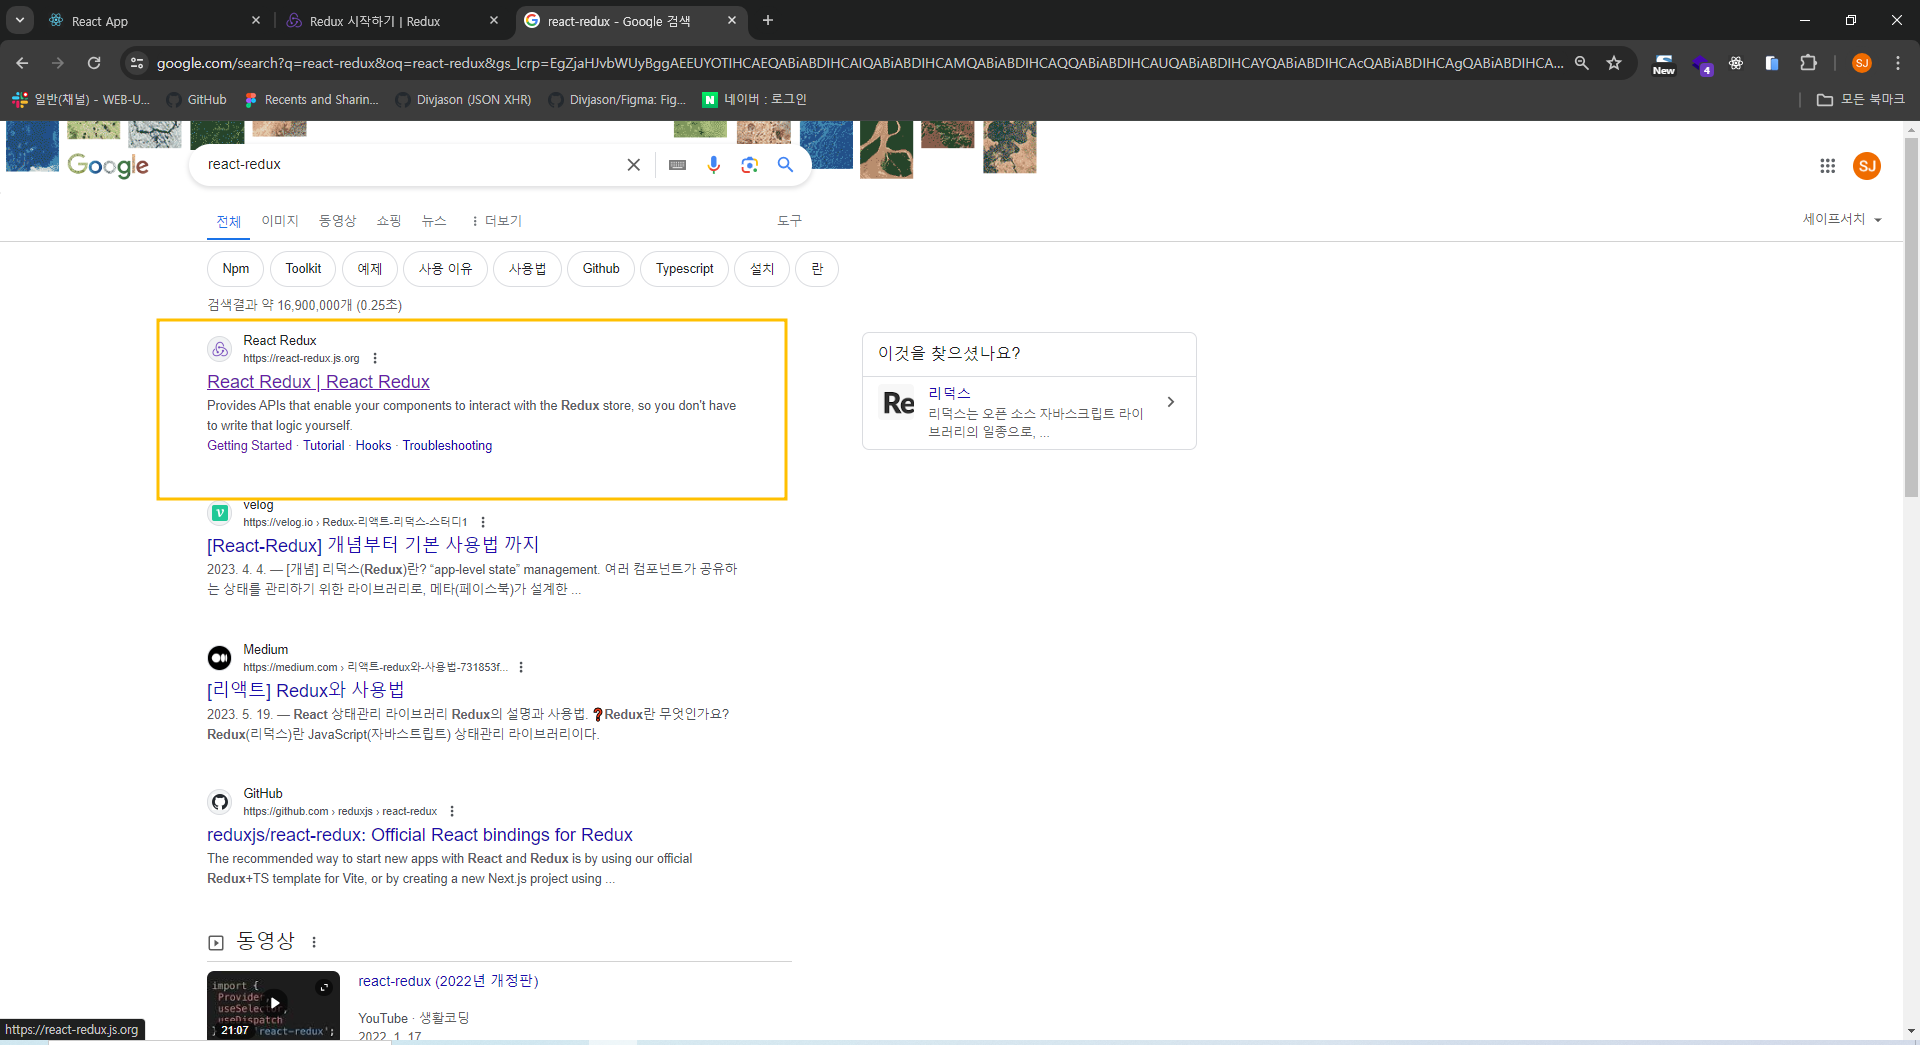 React App
Redux 시작하기 | Redux
react-redux - Google 검색
google.com/search?q=react-redux&oq=react-redux&gs_lcrp=EgZjaHJvbWUyBggAEEUYOTIHCAEQABiABDIHCAIQABiABDIHCAMQABiABDIHCAQQABiABDIHCAUQABiABDIHCAYQABiABDIHCAcQABiABDIHCAgQABiABDIHCA...
New
4
SJ
일반(채널) - WEB-U...
GitHub
Recents and Sharin...
Divjason (JSON XHR)
Divjason/Figma: Fig...
네이버 : 로그인
모든 북마크
Google
react-redux
SJ
전체 이미지 동영상 쇼핑 뉴스 더보기 도구
세이프서치
Npm Toolkit 예제 사용 이유 사용법 Github Typescript 설치 란
검색결과 약 16,900,000개 (0.25초)
React Redux
https://react-redux.js.org
React Redux | React Redux
Provides APIs that enable your components to interact with the Redux store, so you don't have
to write that logic yourself.
Getting Started · Tutorial · Hooks · Troubleshooting
이것을 찾으셨나요?
Re
리덕스
리덕스는 오픈 소스 자바스크립트 라이
브러리의 일종으로, ...
velog
https://velog.io › Redux-리액트-리덕스-스터디1
[React-Redux] 개념부터 기본 사용법 까지
2023. 4. 4. — [개념] 리덕스(Redux)란? “app-level state” management. 여러 컴포넌트가 공유하
는 상태를 관리하기 위한 라이브러리로, 메타(페이스북)가 설계한 ...
Medium
https://medium.com › 리액트-redux와-사용법-731853f...
[리액트] Redux와 사용법
2023. 5. 19. — React 상태관리 라이브러리 Redux의 설명과 사용법. ❓Redux란 무엇인가요?
Redux(리덕스)란 JavaScript(자바스트립트) 상태관리 라이브러리이다.
GitHub
https://github.com › reduxjs › react-redux
reduxjs/react-redux: Official React bindings for Redux
The recommended way to start new apps with React and Redux is by using our official
Redux+TS template for Vite, or by creating a new Next.js project using ...
동영상
import {
Provider,
useSelector,
useDispatch
'react-redux';
21:07
react-redux (2022년 개정판)
YouTube · 생활코딩
2022. 1. 17.
https://react-redux.js.org